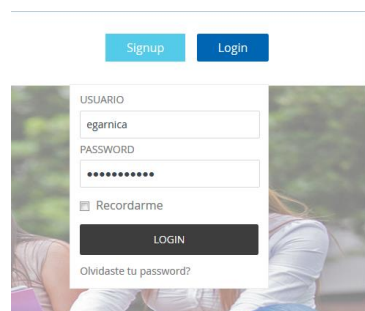 Signup Login
USUARIO
egarnica
PASSWORD
•••••••••••
Recordarme
LOGIN
Olvidaste tu password?